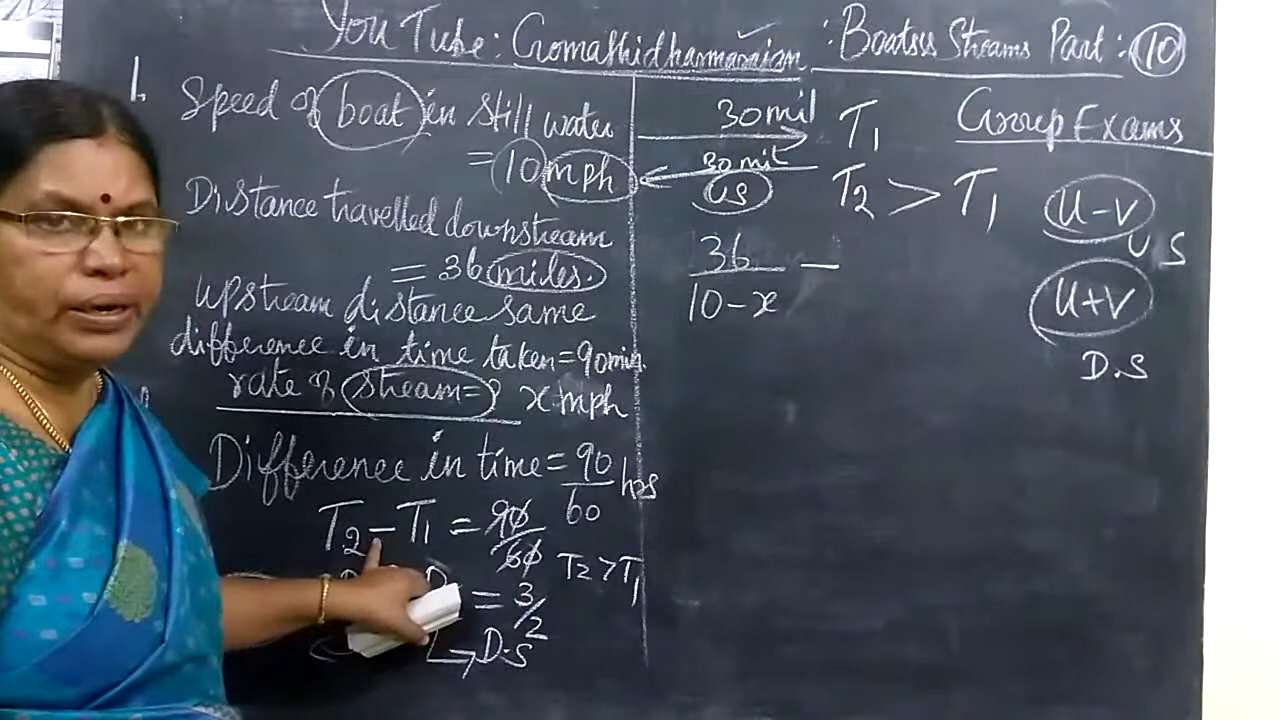 YouTube: Gomathidharmarajan : Boats & Streams Part: 10
1. Speed of boat in still water
= 10 mph
Distance travelled downstream
= 36 miles.
Upstream distance same
difference in time taken = 90 min.
rate of stream = ? x mph
Difference in time = 90/60 hrs
T2 - T1 = 90/60 T2 > T1
= 3/2
D.S
30 mil T1
30 mil
US T2 > T1
36/10-x -
Group Exams
U-V
U S
U+V
D.S